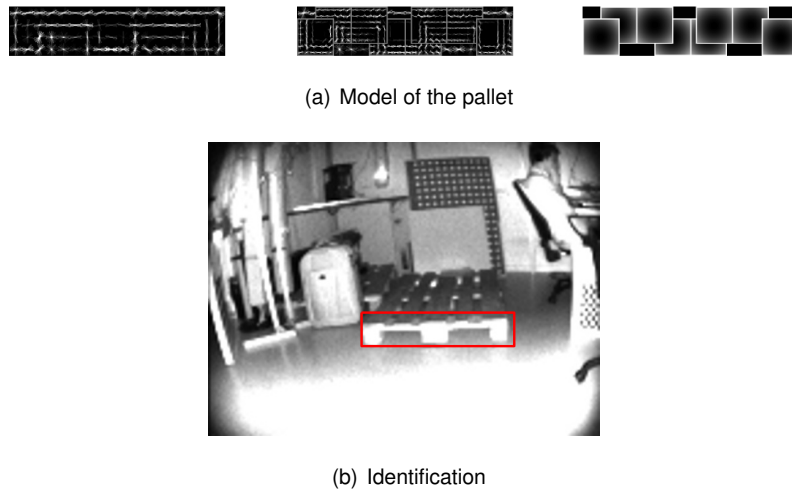 (a) Model of the pallet
(b) Identification